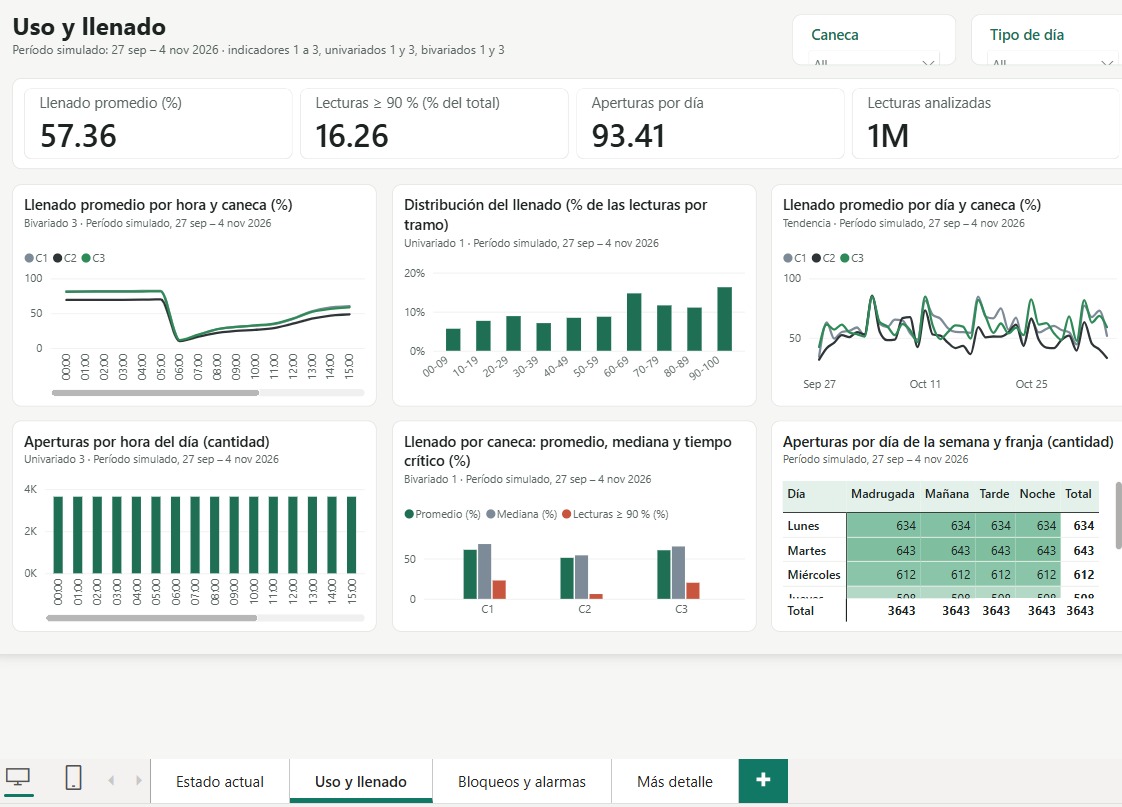 Uso y llenado
Período simulado: 27 sep – 4 nov 2026 · indicadores 1 a 3, univariados 1 y 3, bivariados 1 y 3
Caneca
All
Tipo de día
All
Llenado promedio (%)
57.36
Lecturas ≥ 90 % (% del total)
16.26
Aperturas por día
93.41
Lecturas analizadas
1M
Llenado promedio por hora y caneca (%)
Bivariado 3 · Período simulado, 27 sep – 4 nov 2026
C1 C2 C3
100
50
0
00:00 01:00 02:00 03:00 04:00 05:00 06:00 07:00 08:00 09:00 10:00 11:00 12:00 13:00 14:00 15:00
Distribución del llenado (% de las lecturas por
tramo)
Univariado 1 · Período simulado, 27 sep – 4 nov 2026
20%
10%
0%
00-09 10-19 20-29 30-39 40-49 50-59 60-69 70-79 80-89 90-100
Llenado promedio por día y caneca (%)
Tendencia · Período simulado, 27 sep – 4 nov 2026
C1 C2 C3
100
50
Sep 27 Oct 11 Oct 25
Aperturas por hora del día (cantidad)
Univariado 3 · Período simulado, 27 sep – 4 nov 2026
4K
2K
0K
00:00 01:00 02:00 03:00 04:00 05:00 06:00 07:00 08:00 09:00 10:00 11:00 12:00 13:00 14:00 15:00
Llenado por caneca: promedio, mediana y tiempo
crítico (%)
Bivariado 1 · Período simulado, 27 sep – 4 nov 2026
Promedio (%) Mediana (%) Lecturas ≥ 90 % (%)
50
0
C1 C2 C3
Aperturas por día de la semana y franja (cantidad)
Período simulado, 27 sep – 4 nov 2026
Día Madrugada Mañana Tarde Noche Total
Lunes 634 634 634 634 634
Martes 643 643 643 643 643
Miércoles 612 612 612 612 612
Jueves 508 508 508 508 508
Total 3643 3643 3643 3643 3643
Estado actual
Uso y llenado
Bloqueos y alarmas
Más detalle
+